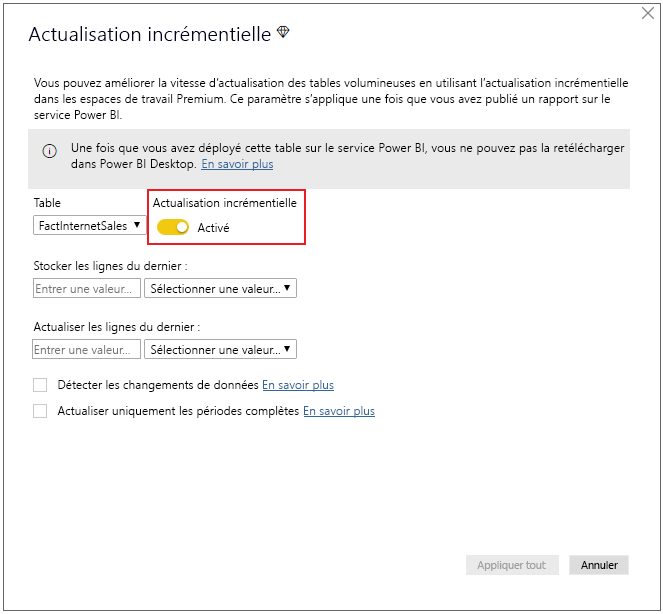 Actualisation incrémentielle
Vous pouvez améliorer la vitesse d'actualisation des tables volumineuses en utilisant l'actualisation incrémentielle
dans les espaces de travail Premium. Ce paramètre s'applique une fois que vous avez publié un rapport sur le
service Power BI.
Une fois que vous avez déployé cette table sur le service Power BI, vous ne pouvez pas la retélécharger
dans Power BI Desktop. En savoir plus
Table Actualisation incrémentielle
FactInternetSales Activé
Stocker les lignes du dernier :
Entrer une valeur... Sélectionner une valeur...
Actualiser les lignes du dernier :
Entrer une valeur... Sélectionner une valeur...
Détecter les changements de données En savoir plus
Actualiser uniquement les périodes complètes En savoir plus
Appliquer tout Annuler